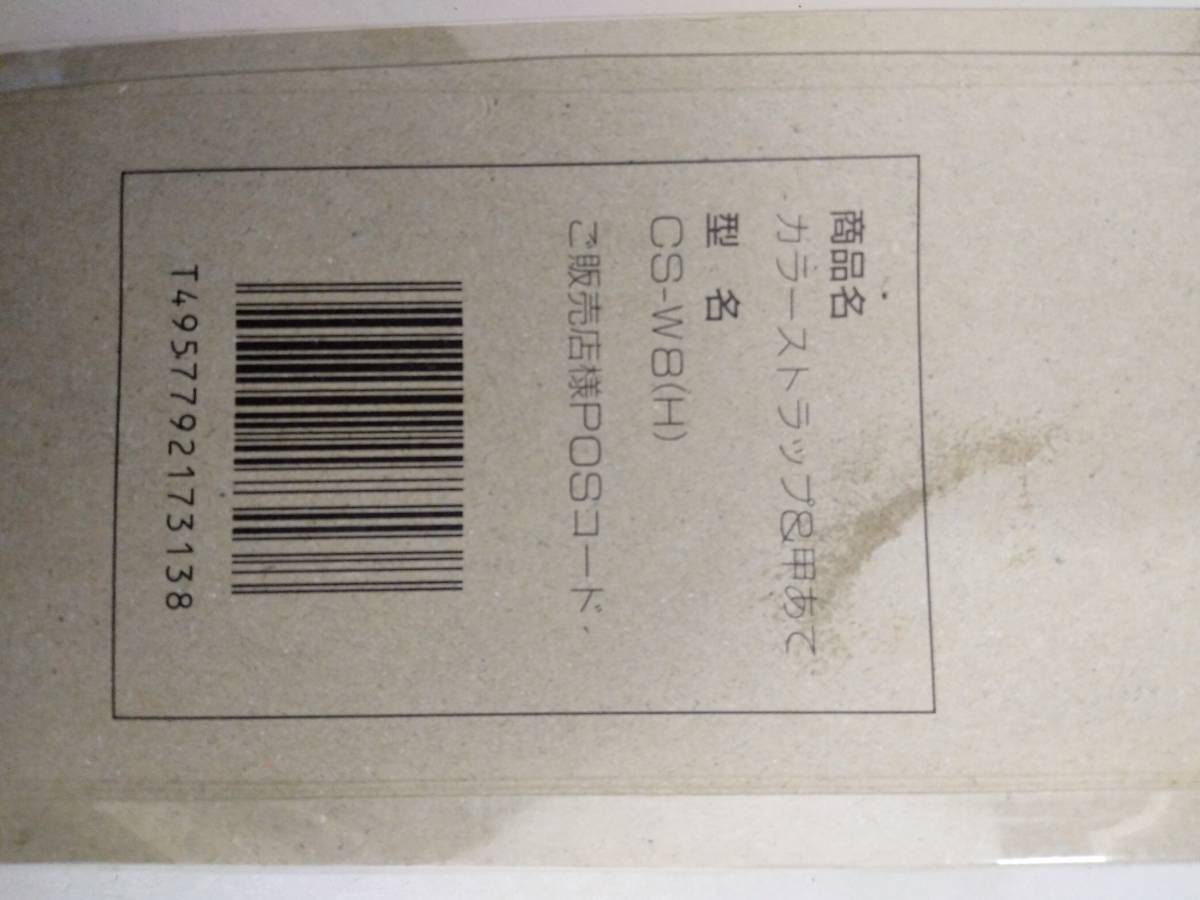 商品名
カラーストラップ&甲あて
型 名
CS-W8(H)
ご販売店様POSコード
T4957792173138